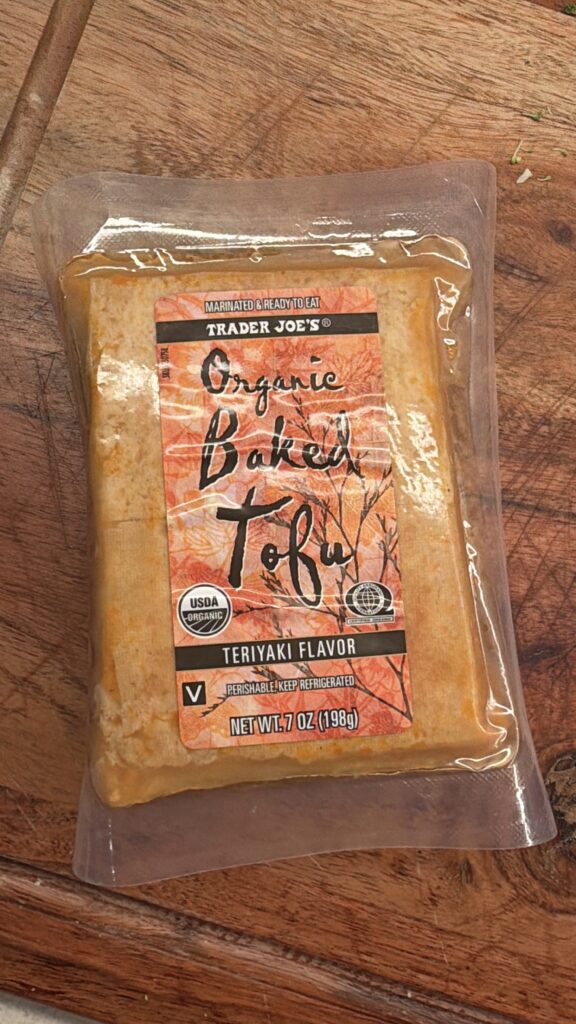 MARINATED & READY TO EAT
TRADER JOE'S®
Organic
Baked
Tofu
USDA
ORGANIC
TERIYAKI FLAVOR
V
PERISHABLE. KEEP REFRIGERATED
NET WT. 7 OZ (198g)